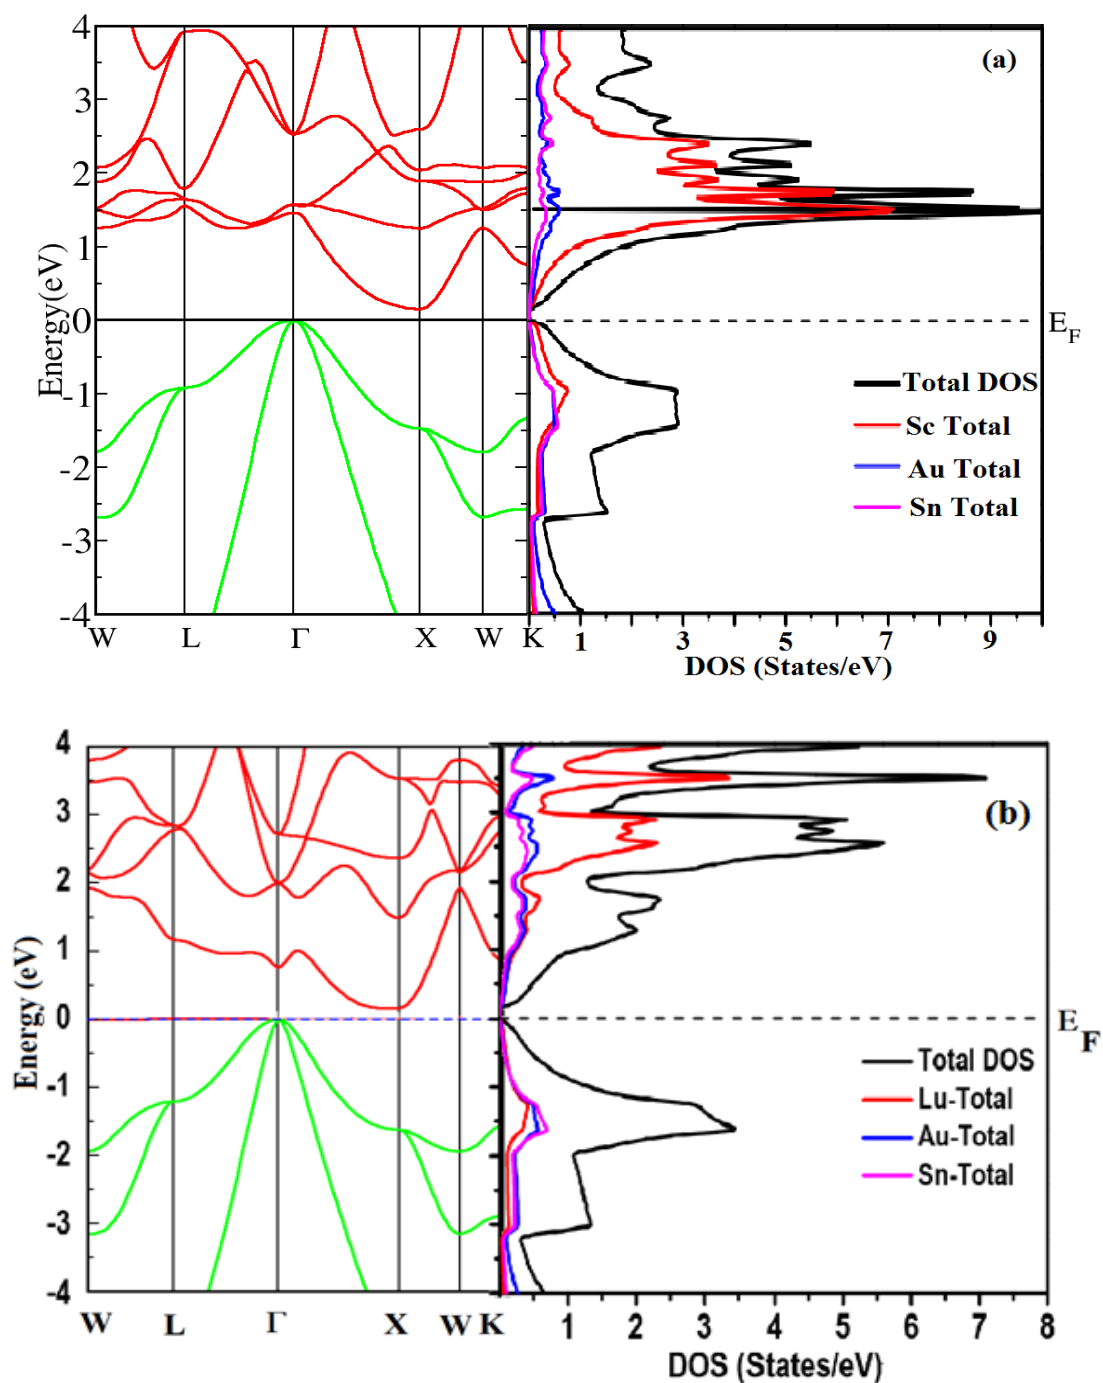 4
(a)
3
2
1
0
-1
-2
-3
-4
Energy(eV)
E_F
Total DOS
Sc Total
Au Total
Sn Total
W L Γ X W K 1 3 5 7 9
DOS (States/eV)
4
(b)
3
2
1
0
-1
-2
-3
-4
Energy (eV)
E_F
Total DOS
Lu-Total
Au-Total
Sn-Total
W L Γ X W K 1 2 3 4 5 6 7 8
DOS (States/eV)